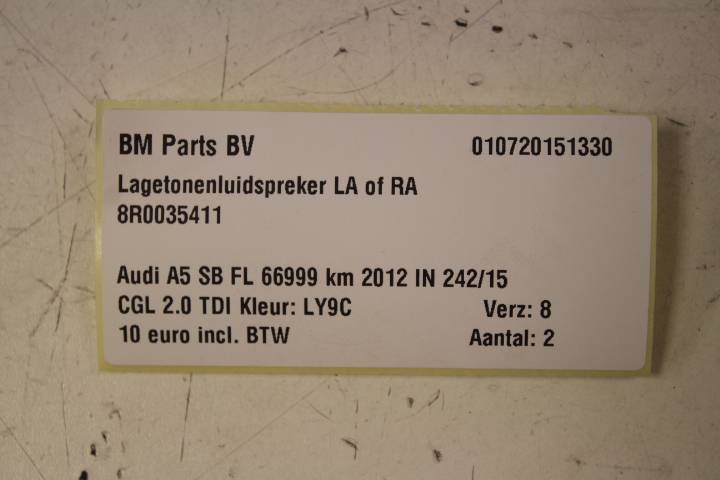 BM Parts BV 010720151330
Lagetonenluidspreker LA of RA
8R0035411
Audi A5 SB FL 66999 km 2012 IN 242/15
CGL 2.0 TDI Kleur: LY9C Verz: 8
10 euro incl. BTW Aantal: 2